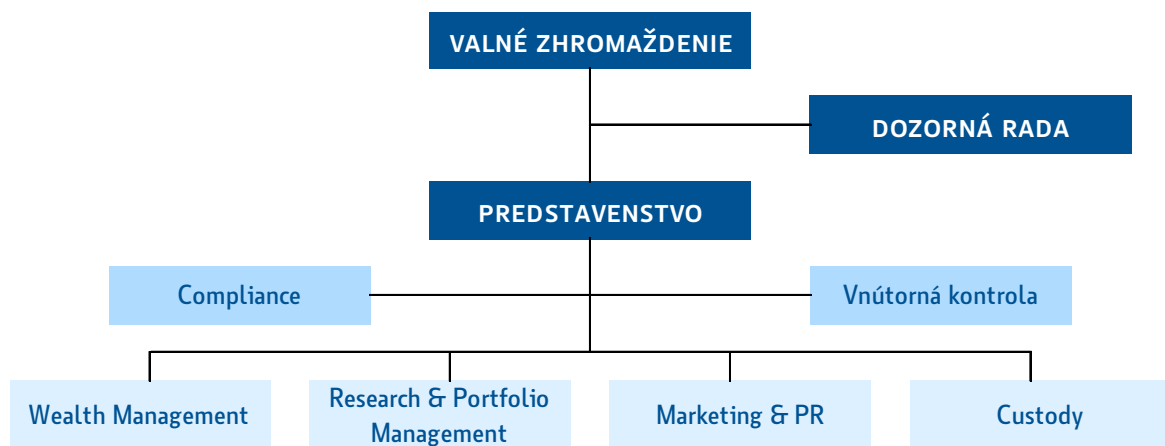 VALNÉ ZHROMAŽDENIE
DOZORNÁ RADA
PREDSTAVENSTVO
Compliance
Vnútorná kontrola
Wealth Management
Research & Portfolio
Management
Marketing & PR
Custody